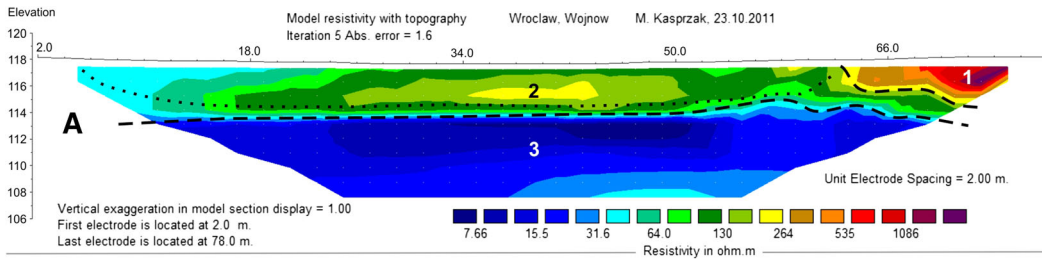 Elevation
Model resistivity with topography Wroclaw, Wojnow M. Kasprzak, 23.10.2011
Iteration 5 Abs. error = 1.6
120
2.0 18.0 34.0 50.0 66.0
118
116
114
112
110
108
106
1
2
A
3
Unit Electrode Spacing = 2.00 m.
Vertical exaggeration in model section display = 1.00
First electrode is located at 2.0 m.
Last electrode is located at 78.0 m.
7.66 15.5 31.6 64.0 130 264 535 1086
Resistivity in ohm.m